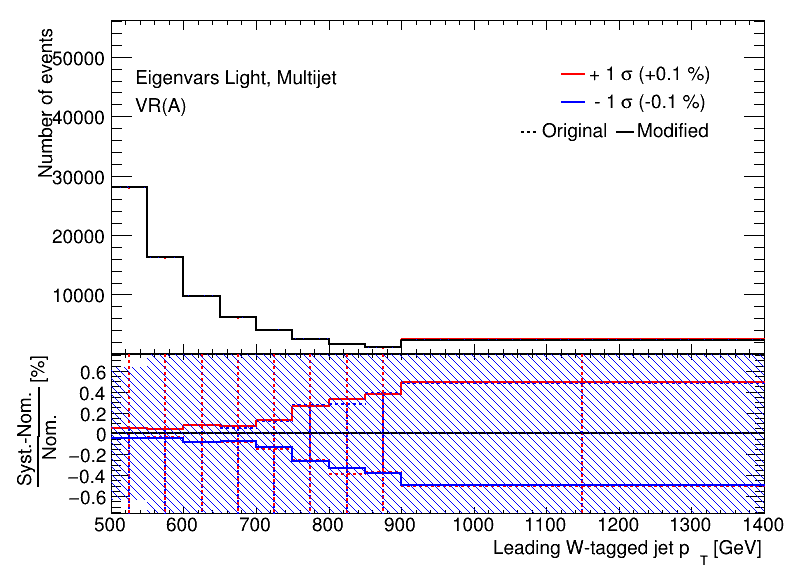 Number of events
50000
40000
30000
20000
10000
Eigenvars Light, Multijet
VR(A)
+ 1 σ (+0.1 %)
- 1 σ (-0.1 %)
Original Modified
Syst.-Nom.
Nom.
[%]
0.6
0.4
0.2
0
−0.2
−0.4
−0.6
500 600 700 800 900 1000 1100 1200 1300 1400
Leading W-tagged jet p T [GeV]